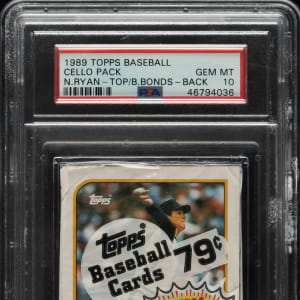 1989 TOPPS BASEBALL
CELLO PACK GEM MT
N.RYAN-TOP/B.BONDS-BACK 10
PSA 46794036
Topps
Topps 79¢
Baseball
Cards